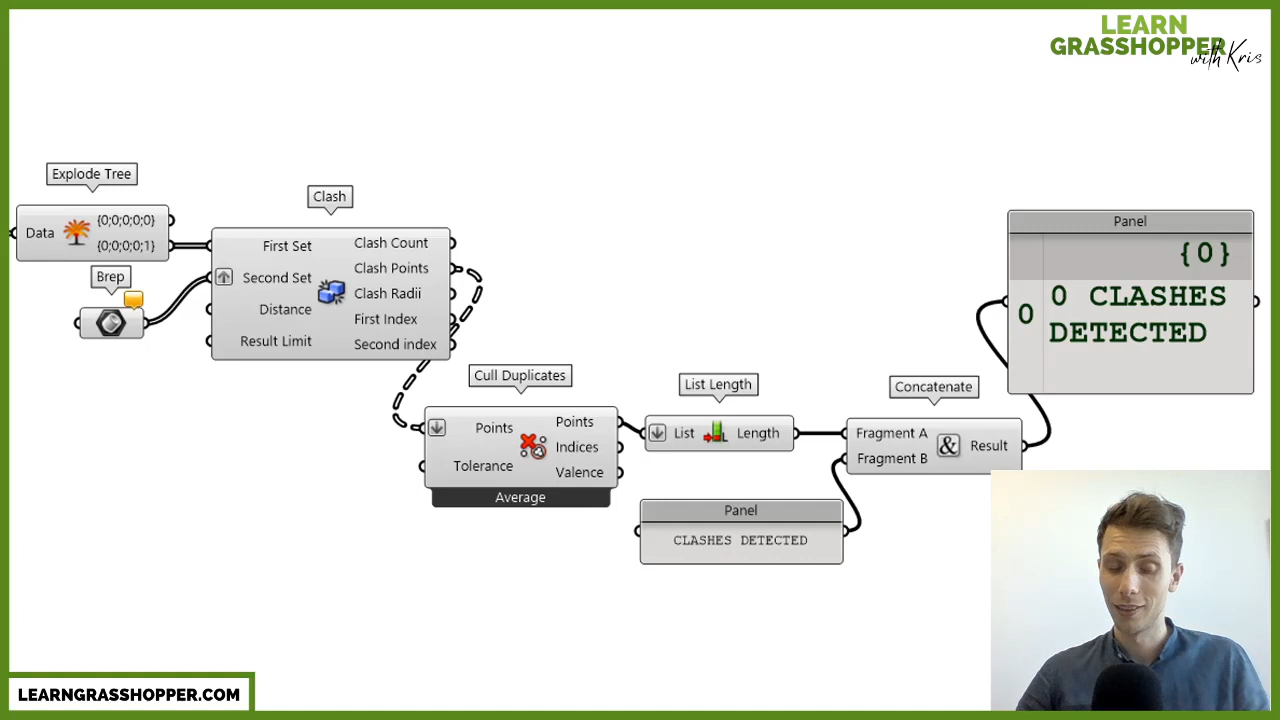 LEARN
GRASSHOPPER
with Kris
Explode Tree
Data
{0;0;0;0;0}
{0;0;0;0;1}
Brep
Clash
First Set
Second Set
Distance
Result Limit
Clash Count
Clash Points
Clash Radii
First Index
Second index
Cull Duplicates
Points
Tolerance
Points
Indices
Valence
Average
List Length
List
Length
Panel
CLASHES DETECTED
Concatenate
Fragment A
Fragment B
&
Result
Panel
{0}
0
0 CLASHES
DETECTED
LEARNGRASSHOPPER.COM